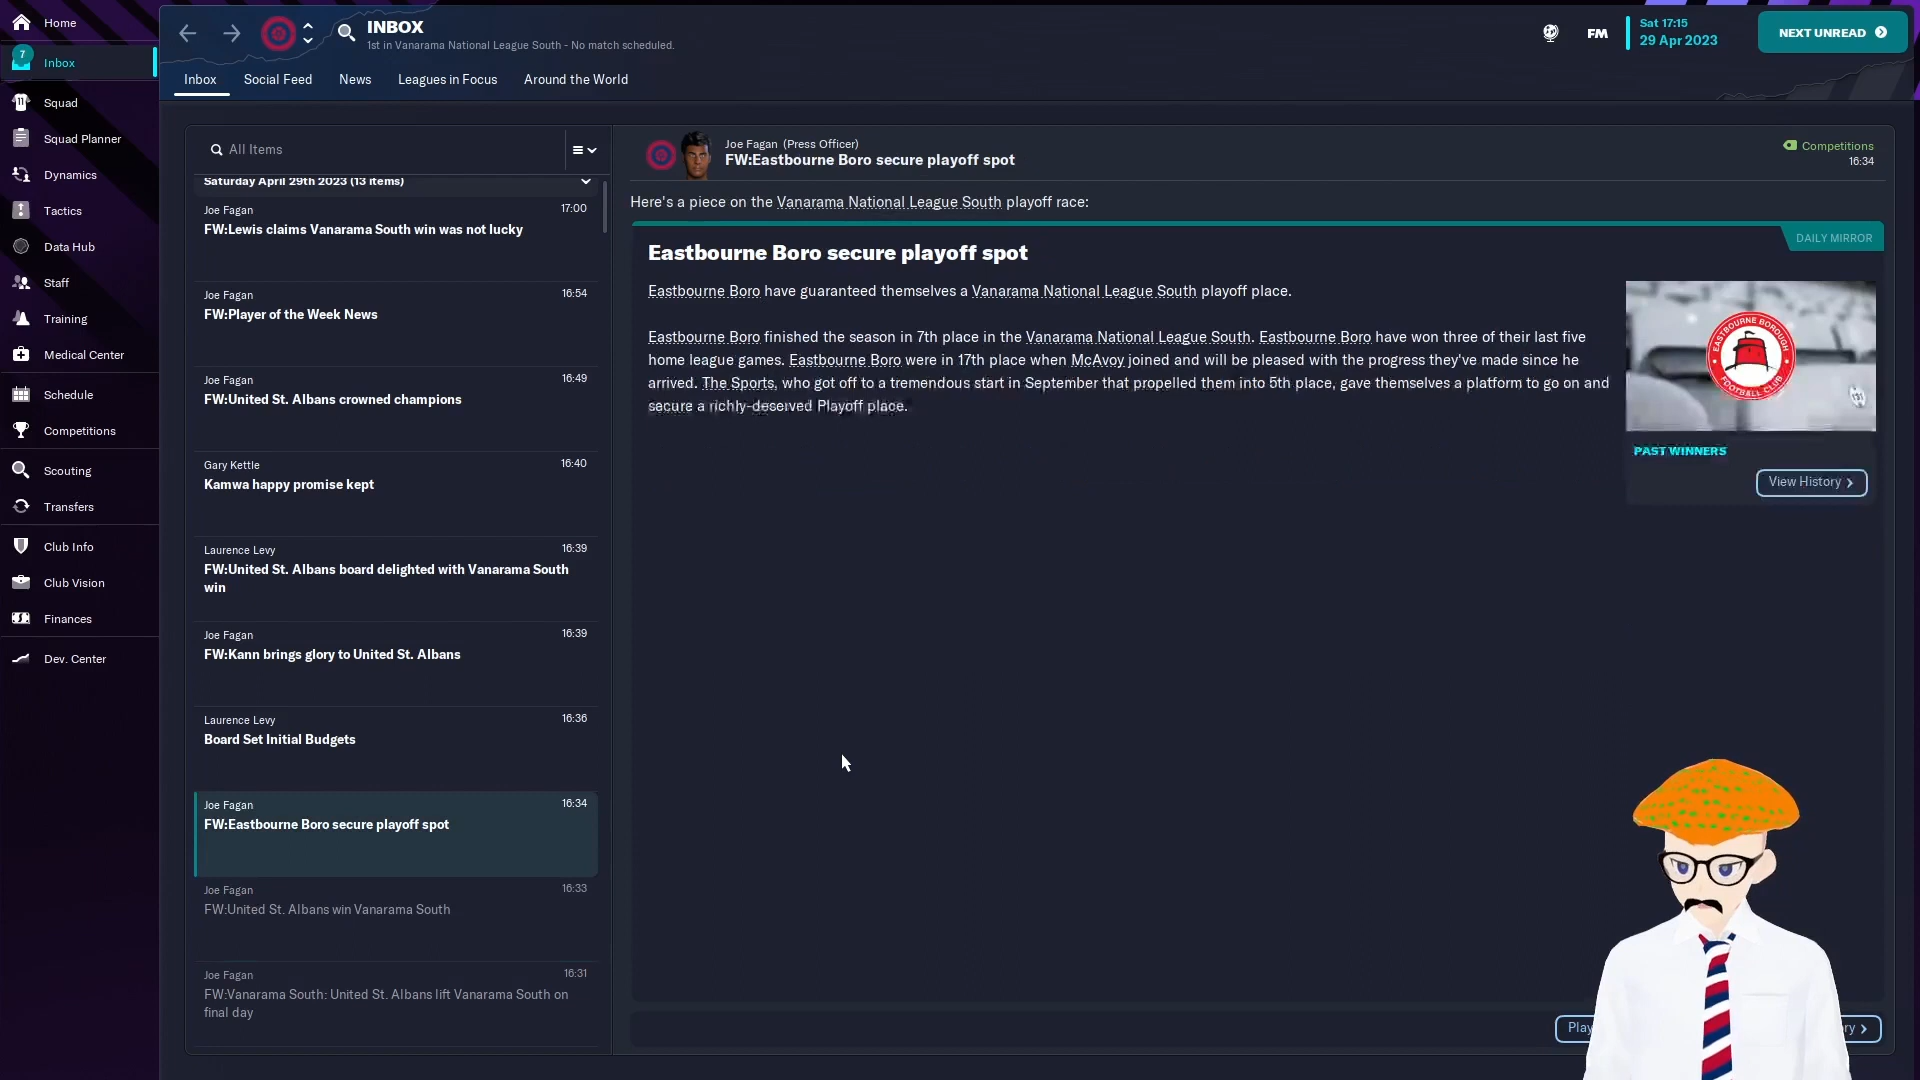 Home
7
Inbox
Squad
Squad Planner
Dynamics
Tactics
Data Hub
Staff
Training
Medical Center
Schedule
Competitions
Scouting
Transfers
Club Info
Club Vision
Finances
Dev. Center
INBOX
1st in Vanarama National League South - No match scheduled.
FM
Sat 17:15
29 Apr 2023
NEXT UNREAD
Inbox
Social Feed
News
Leagues in Focus
Around the World
All Items
Saturday April 29th 2023 (13 items)
Joe Fagan 17:00
FW:Lewis claims Vanarama South win was not lucky
Joe Fagan 16:54
FW:Player of the Week News
Joe Fagan 16:49
FW:United St. Albans crowned champions
Gary Kettle 16:40
Kamwa happy promise kept
Laurence Levy 16:39
FW:United St. Albans board delighted with Vanarama South
win
Joe Fagan 16:39
FW:Kann brings glory to United St. Albans
Laurence Levy 16:36
Board Set Initial Budgets
Joe Fagan 16:34
FW:Eastbourne Boro secure playoff spot
Joe Fagan 16:33
FW:United St. Albans win Vanarama South
Joe Fagan 16:31
FW:Vanarama South: United St. Albans lift Vanarama South on
final day
Joe Fagan (Press Officer)
FW:Eastbourne Boro secure playoff spot
Competitions
16:34
Here's a piece on the Vanarama National League South playoff race:
DAILY MIRROR
Eastbourne Boro secure playoff spot
Eastbourne Boro have guaranteed themselves a Vanarama National League South playoff place.
Eastbourne Boro finished the season in 7th place in the Vanarama National League South. Eastbourne Boro have won three of their last five
home league games. Eastbourne Boro were in 17th place when McAvoy joined and will be pleased with the progress they've made since he
arrived. The Sports, who got off to a tremendous start in September that propelled them into 5th place, gave themselves a platform to go on and
secure a richly-deserved Playoff place.
EASTBOURNE BOROUGH
FOOTBALL CLUB
PAST WINNERS
View History
Play
ry